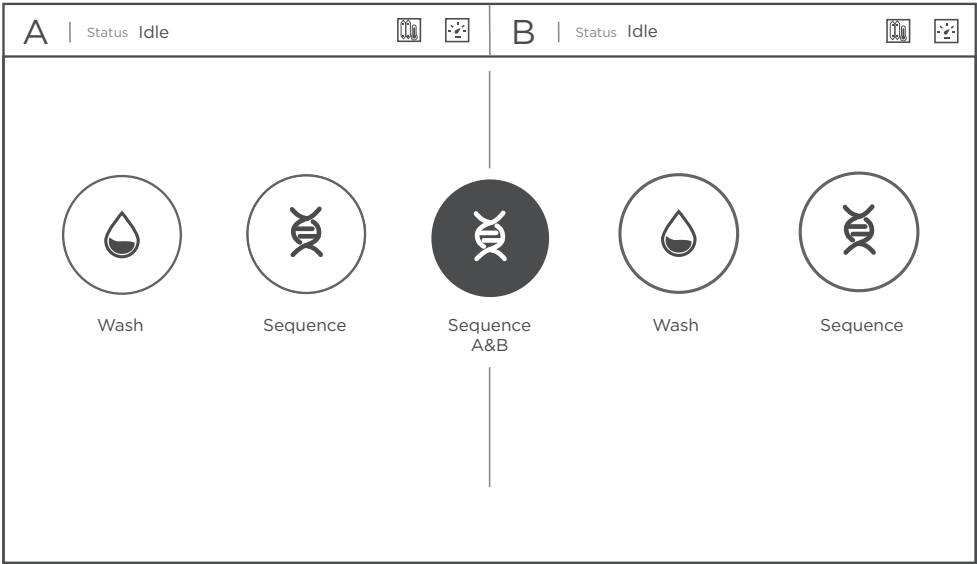 A | Status Idle
B | Status Idle
Wash
Sequence
Sequence
A&B
Wash
Sequence